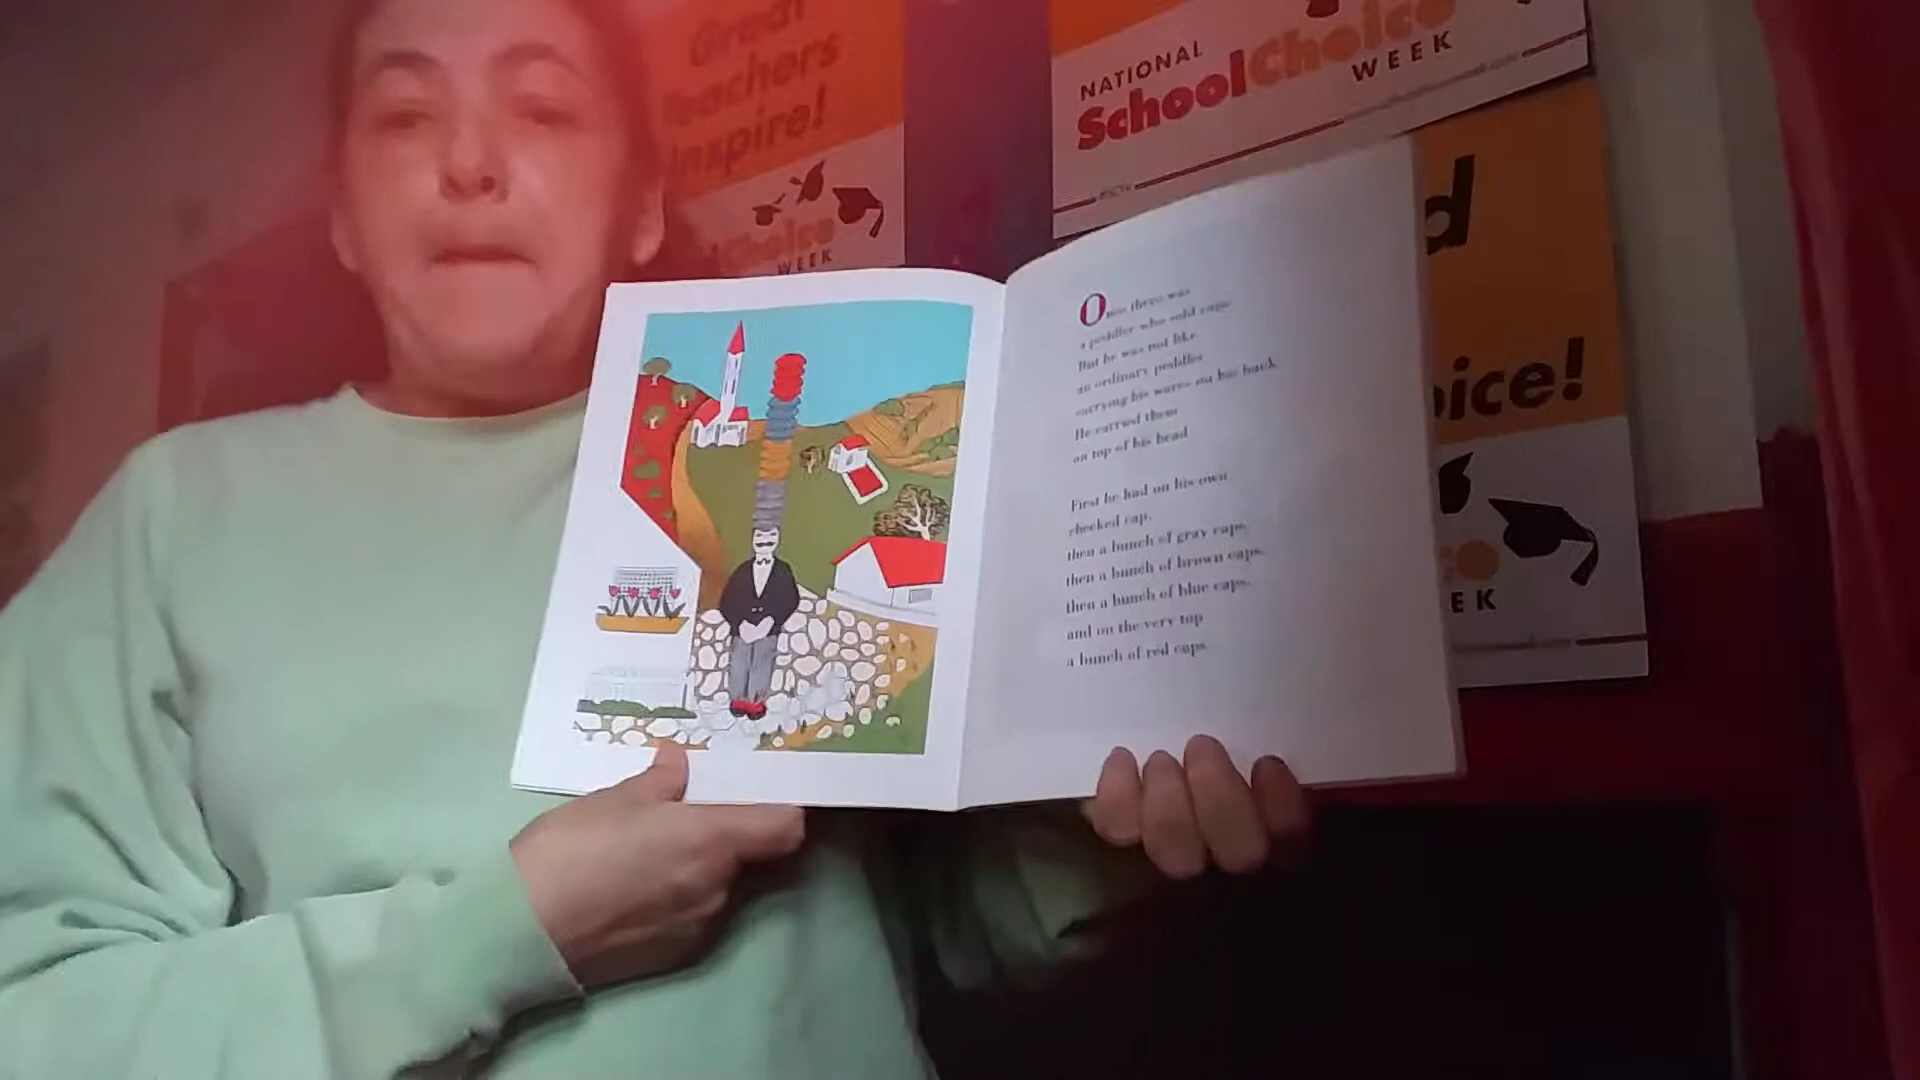 Great
Teachers
Inspire!
Choice
WEEK
NATIONAL
SchoolChoice
WEEK
d
oice!
EK
Once there was
a peddler who sold caps.
But he was not like
an ordinary peddler
carrying his wares on his back.
He carried them
on top of his head.
First he had on his own
checked cap,
then a bunch of gray caps,
then a bunch of brown caps,
then a bunch of blue caps,
and on the very top
a bunch of red caps.